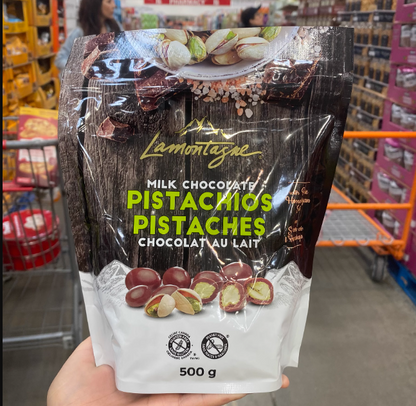 Lamontagne
MILK CHOCOLATE
PISTACHIOS
PISTACHES
CHOCOLAT AU LAIT
500 g